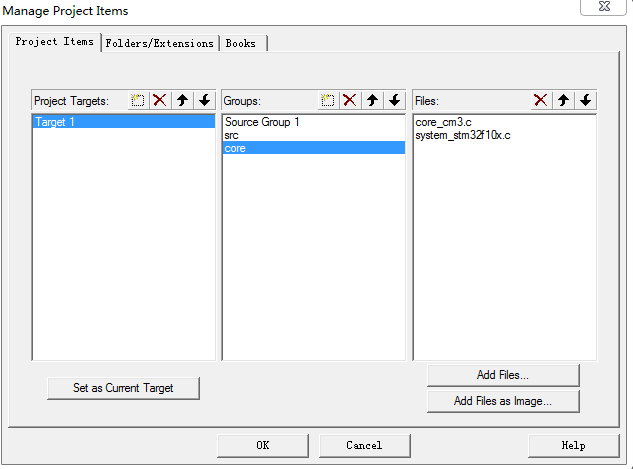 Manage Project Items
Project Items Folders/Extensions Books
Project Targets: Groups: Files:
Target 1
Source Group 1
src
core
core_cm3.c
system_stm32f10x.c
Set as Current Target
Add Files...
Add Files as Image...
OK Cancel Help